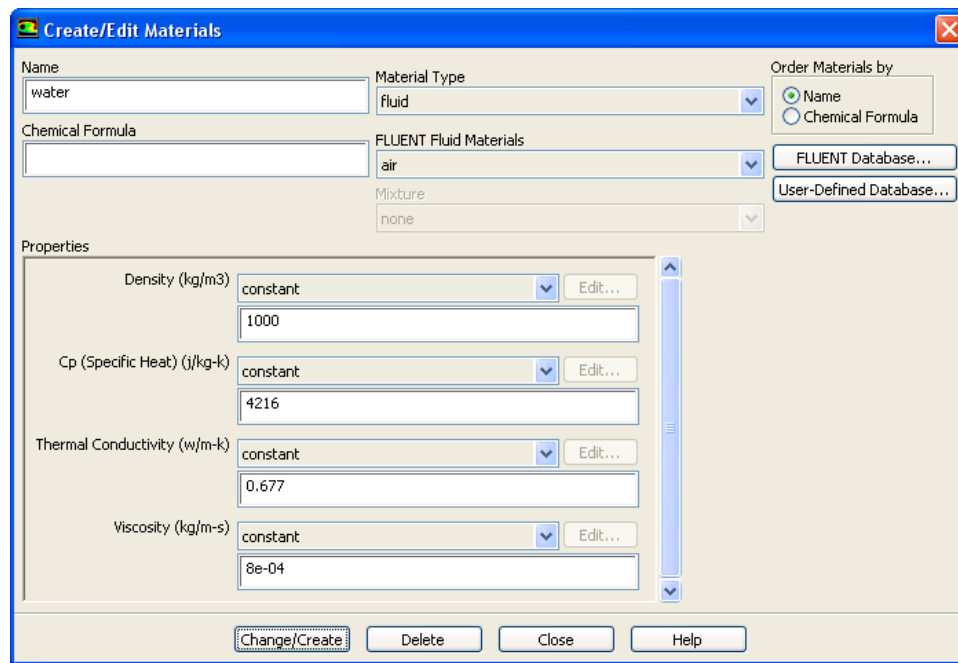 Create/Edit Materials
Name
water
Chemical Formula
Material Type
fluid
FLUENT Fluid Materials
air
Mixture
none
Order Materials by
Name
Chemical Formula
FLUENT Database...
User-Defined Database...
Properties
Density (kg/m3) constant Edit...
1000
Cp (Specific Heat) (j/kg-k) constant Edit...
4216
Thermal Conductivity (w/m-k) constant Edit...
0.677
Viscosity (kg/m-s) constant Edit...
8e-04
Change/Create Delete Close Help